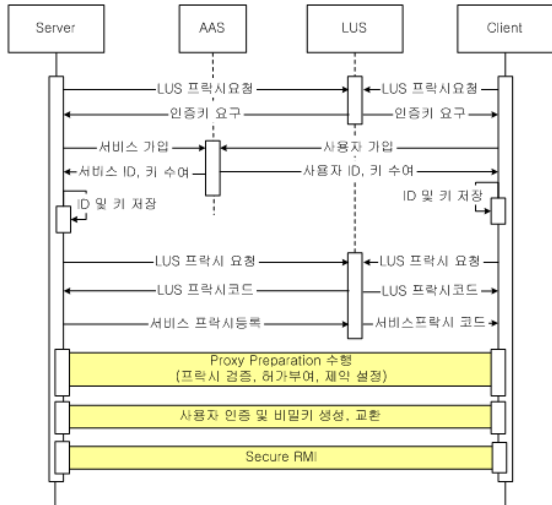 Server
AAS
LUS
Client
LUS 프락시요청
LUS 프락시요청
인증키 요구
인증키 요구
서비스 가입
사용자 가입
서비스 ID, 키 수여
사용자 ID, 키 수여
ID 및 키 저장
ID 및 키 저장
LUS 프락시 요청
LUS 프락시 요청
LUS 프락시코드
LUS 프락시코드
서비스 프락시등록
서비스프락시 코드
Proxy Preparation 수행
(프락시 검증, 허가부여, 제약 설정)
사용자 인증 및 비밀키 생성, 교환
Secure RMI